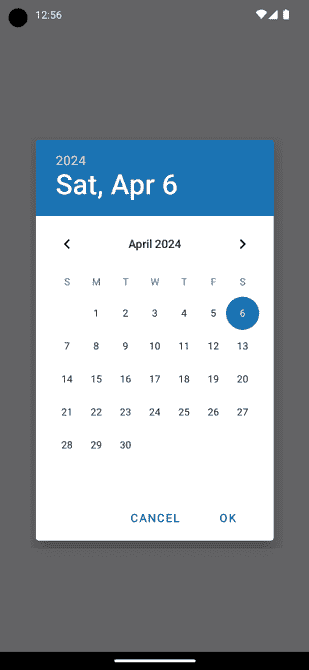 12:56
2024
Sat, Apr 6
April 2024
S M T W T F S
1 2 3 4 5 6
7 8 9 10 11 12 13
14 15 16 17 18 19 20
21 22 23 24 25 26 27
28 29 30
CANCEL OK